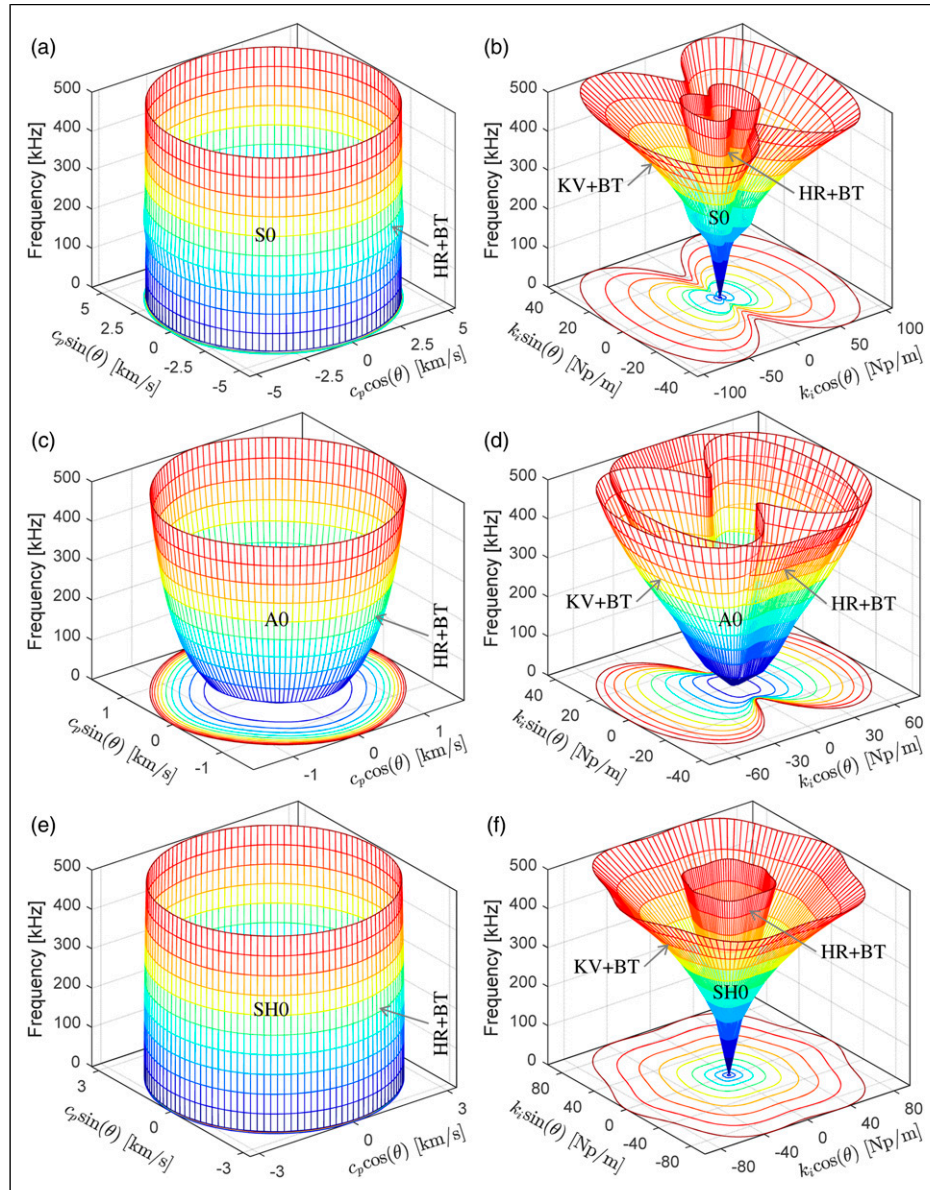 (a)
500
400
300
200
100
0
Frequency [kHz]
S0
HR+BT
5
2.5
0
-2.5
-5
c_p sin(θ) [km/s]
-5
-2.5
0
2.5
5
c_p cos(θ) [km/s]
(b)
500
400
300
200
100
0
Frequency [kHz]
KV+BT
HR+BT
S0
40
20
0
-20
-40
k_i sin(θ) [Np/m]
-100
-50
0
50
100
k_i cos(θ) [Np/m]
(c)
500
400
300
200
100
0
Frequency [kHz]
A0
HR+BT
1
0
-1
c_p sin(θ) [km/s]
-1
0
1
c_p cos(θ) [km/s]
(d)
500
400
300
200
100
0
Frequency [kHz]
KV+BT
HR+BT
A0
40
20
0
-20
-40
k_i sin(θ) [Np/m]
-60
-30
0
30
60
k_i cos(θ) [Np/m]
(e)
500
400
300
200
100
0
Frequency [kHz]
SH0
HR+BT
3
0
-3
c_p sin(θ) [km/s]
-3
0
3
c_p cos(θ) [km/s]
(f)
500
400
300
200
100
0
Frequency [kHz]
KV+BT
HR+BT
SH0
80
40
0
-40
-80
k_i sin(θ) [Np/m]
-80
-40
0
40
80
k_i cos(θ) [Np/m]